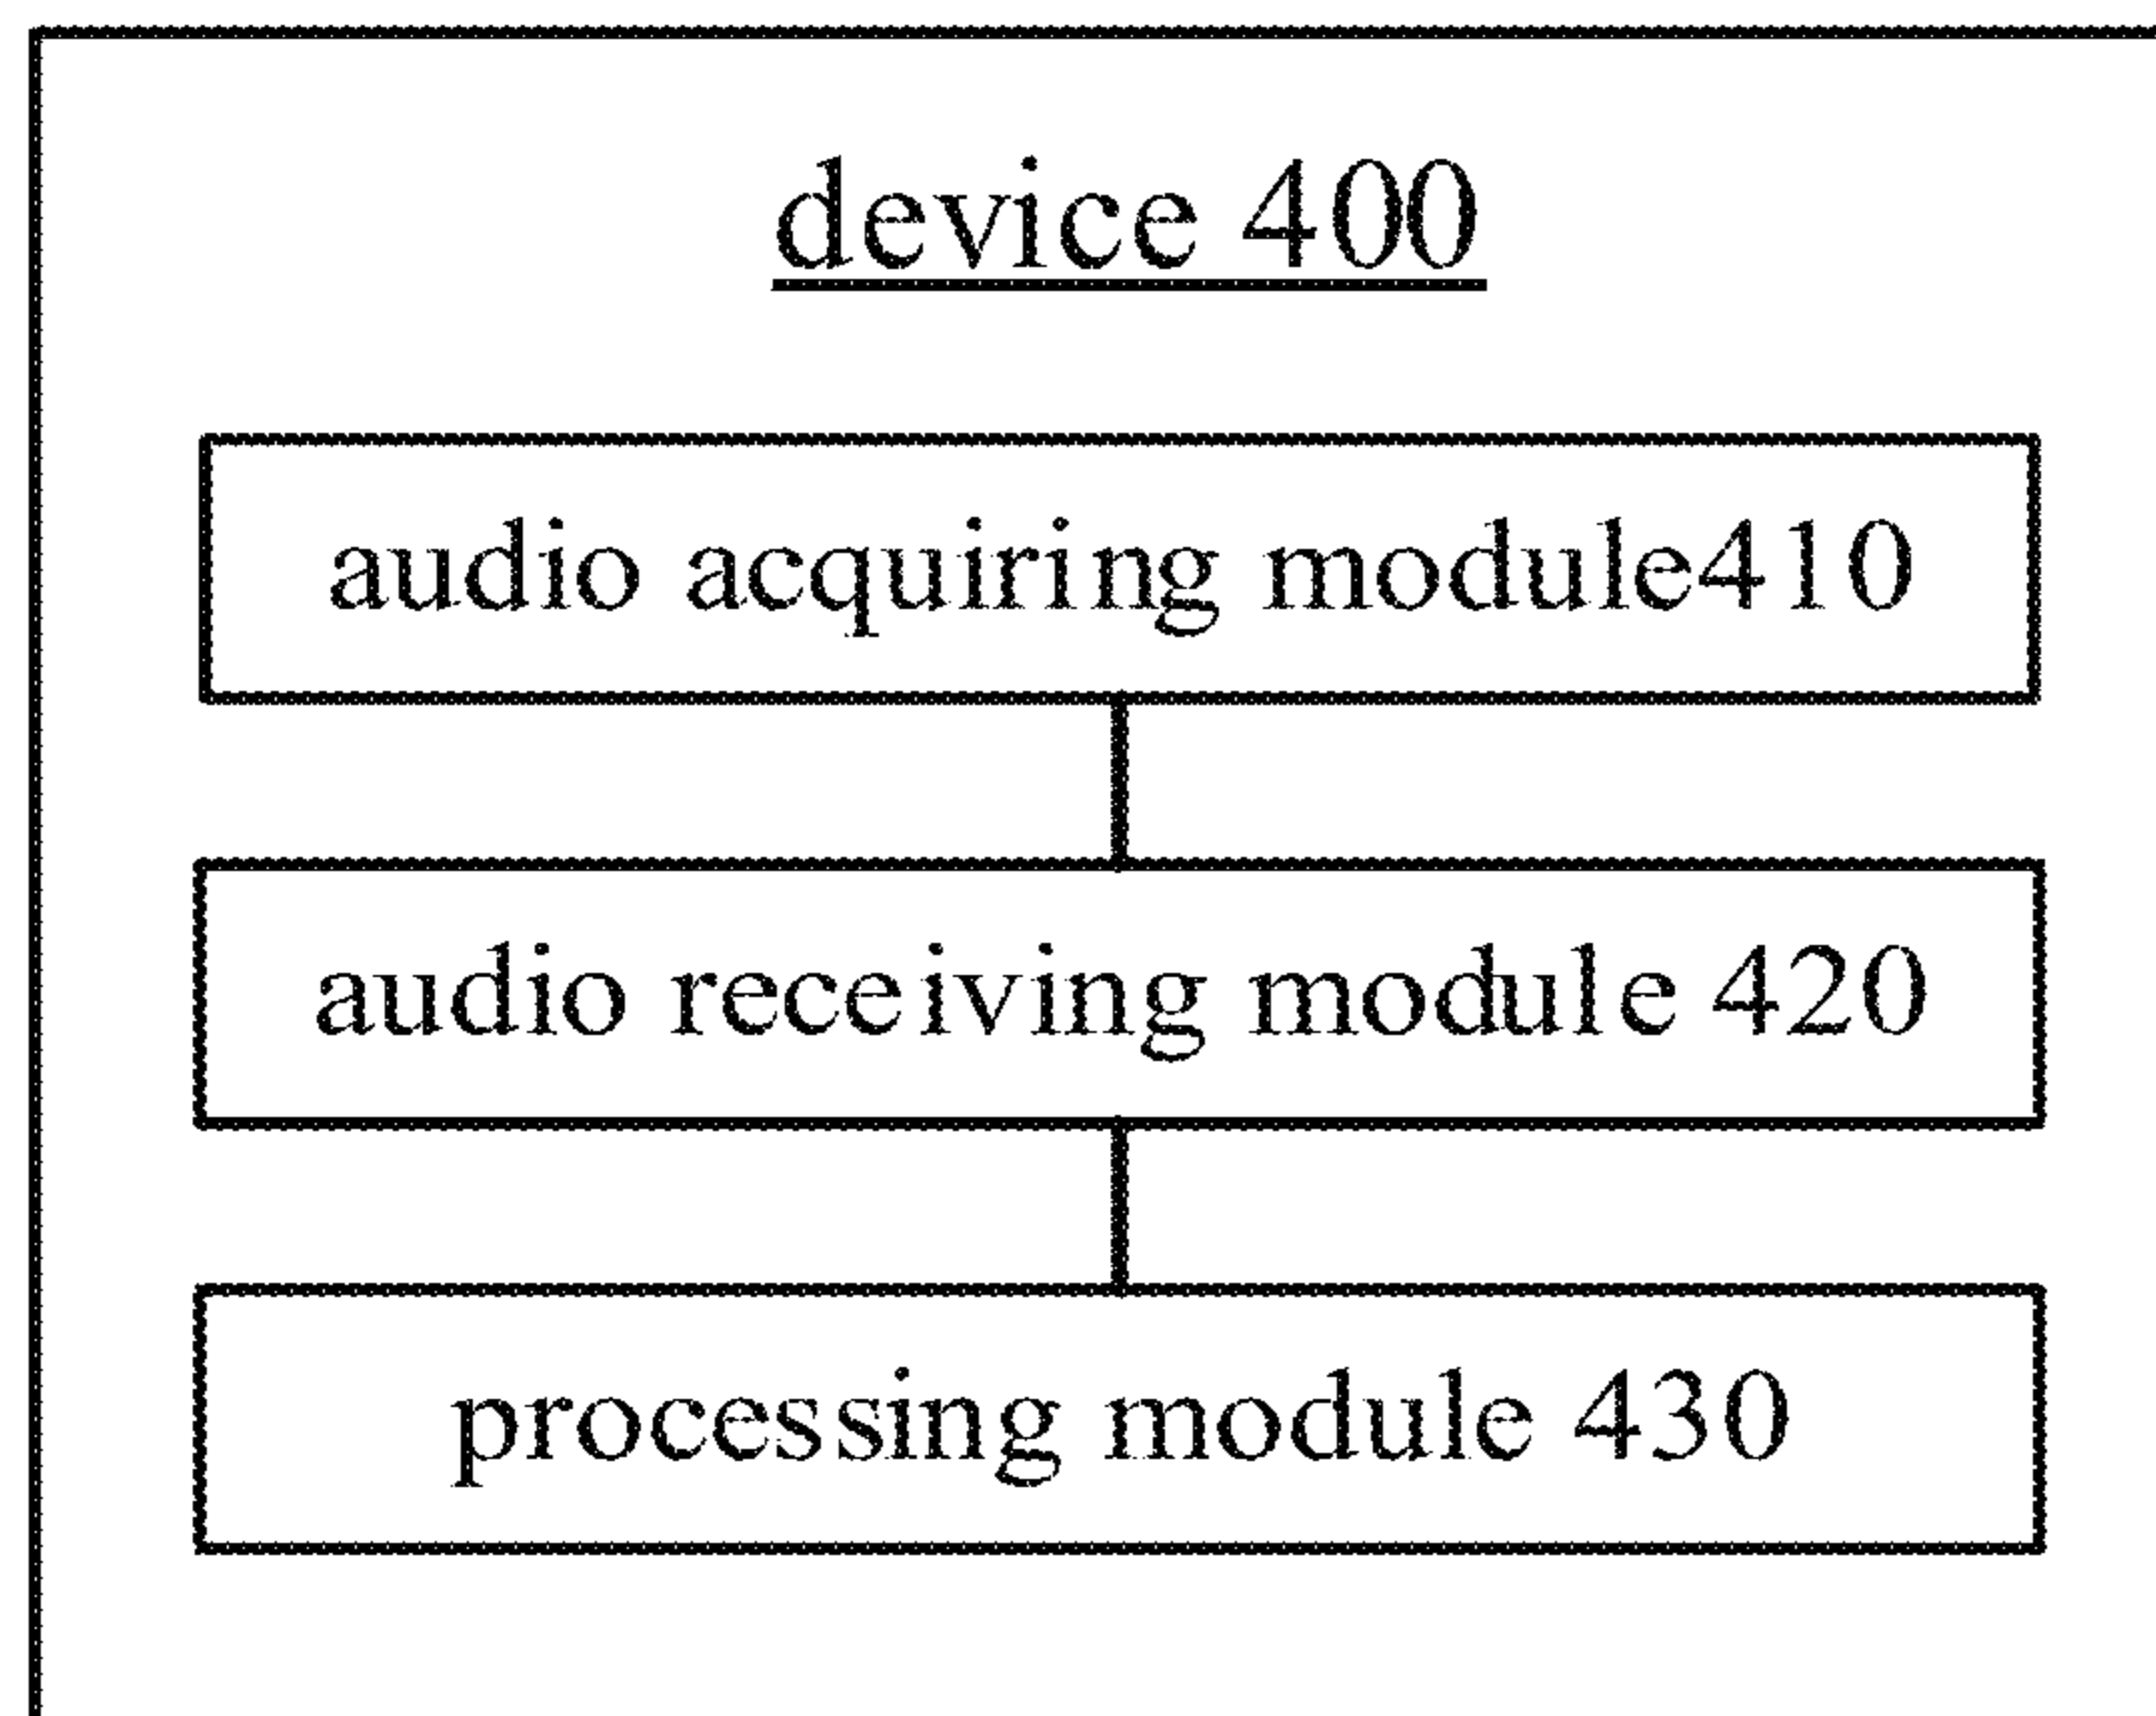 device 400
audio acquiring module410
audio receiving module 420
processing module 430